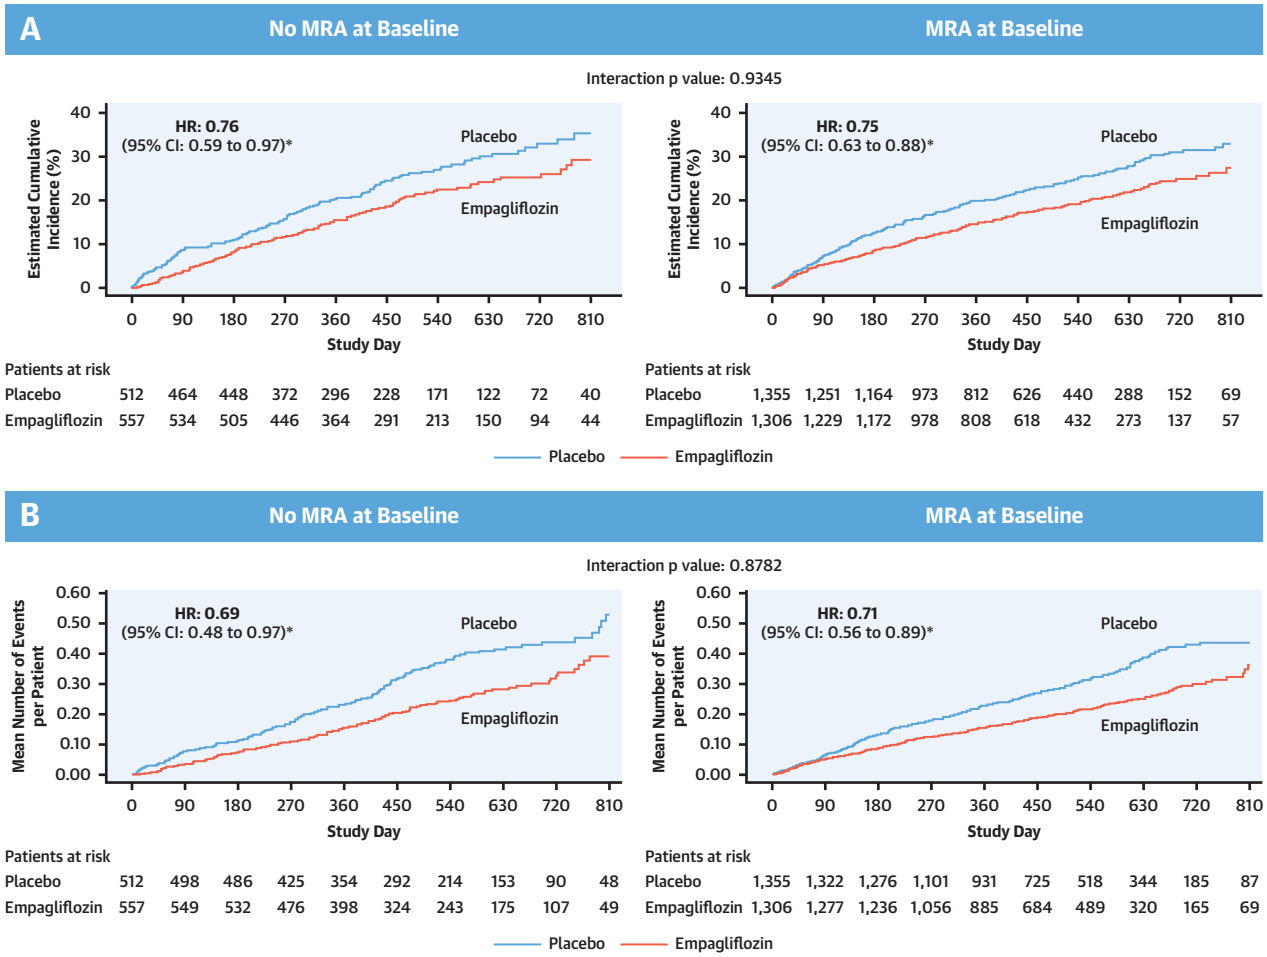 A No MRA at Baseline MRA at Baseline
Interaction p value: 0.9345
Estimated Cumulative
Incidence (%)
40
30
20
10
0
HR: 0.76
(95% CI: 0.59 to 0.97)*
Placebo
Empagliflozin
0 90 180 270 360 450 540 630 720 810
Study Day
Patients at risk
Placebo 512 464 448 372 296 228 171 122 72 40
Empagliflozin 557 534 505 446 364 291 213 150 94 44
Estimated Cumulative
Incidence (%)
40
30
20
10
0
HR: 0.75
(95% CI: 0.63 to 0.88)*
Placebo
Empagliflozin
0 90 180 270 360 450 540 630 720 810
Study Day
Patients at risk
Placebo 1,355 1,251 1,164 973 812 626 440 288 152 69
Empagliflozin 1,306 1,229 1,172 978 808 618 432 273 137 57
Placebo Empagliflozin
B No MRA at Baseline MRA at Baseline
Interaction p value: 0.8782
Mean Number of Events
per Patient
0.60
0.50
0.40
0.30
0.20
0.10
0.00
HR: 0.69
(95% CI: 0.48 to 0.97)*
Placebo
Empagliflozin
0 90 180 270 360 450 540 630 720 810
Study Day
Patients at risk
Placebo 512 498 486 425 354 292 214 153 90 48
Empagliflozin 557 549 532 476 398 324 243 175 107 49
Mean Number of Events
per Patient
0.60
0.50
0.40
0.30
0.20
0.10
0.00
HR: 0.71
(95% CI: 0.56 to 0.89)*
Placebo
Empagliflozin
0 90 180 270 360 450 540 630 720 810
Study Day
Patients at risk
Placebo 1,355 1,322 1,276 1,101 931 725 518 344 185 87
Empagliflozin 1,306 1,277 1,236 1,056 885 684 489 320 165 69
Placebo Empagliflozin